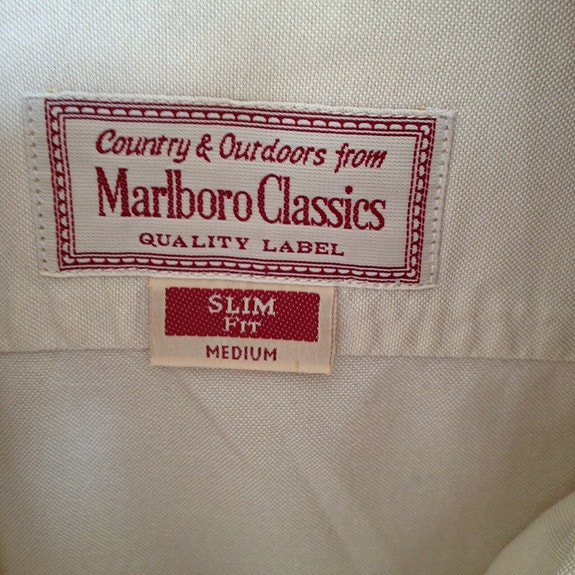 Country & Outdoors from
Marlboro Classics
QUALITY LABEL
SLIM
FIT
MEDIUM